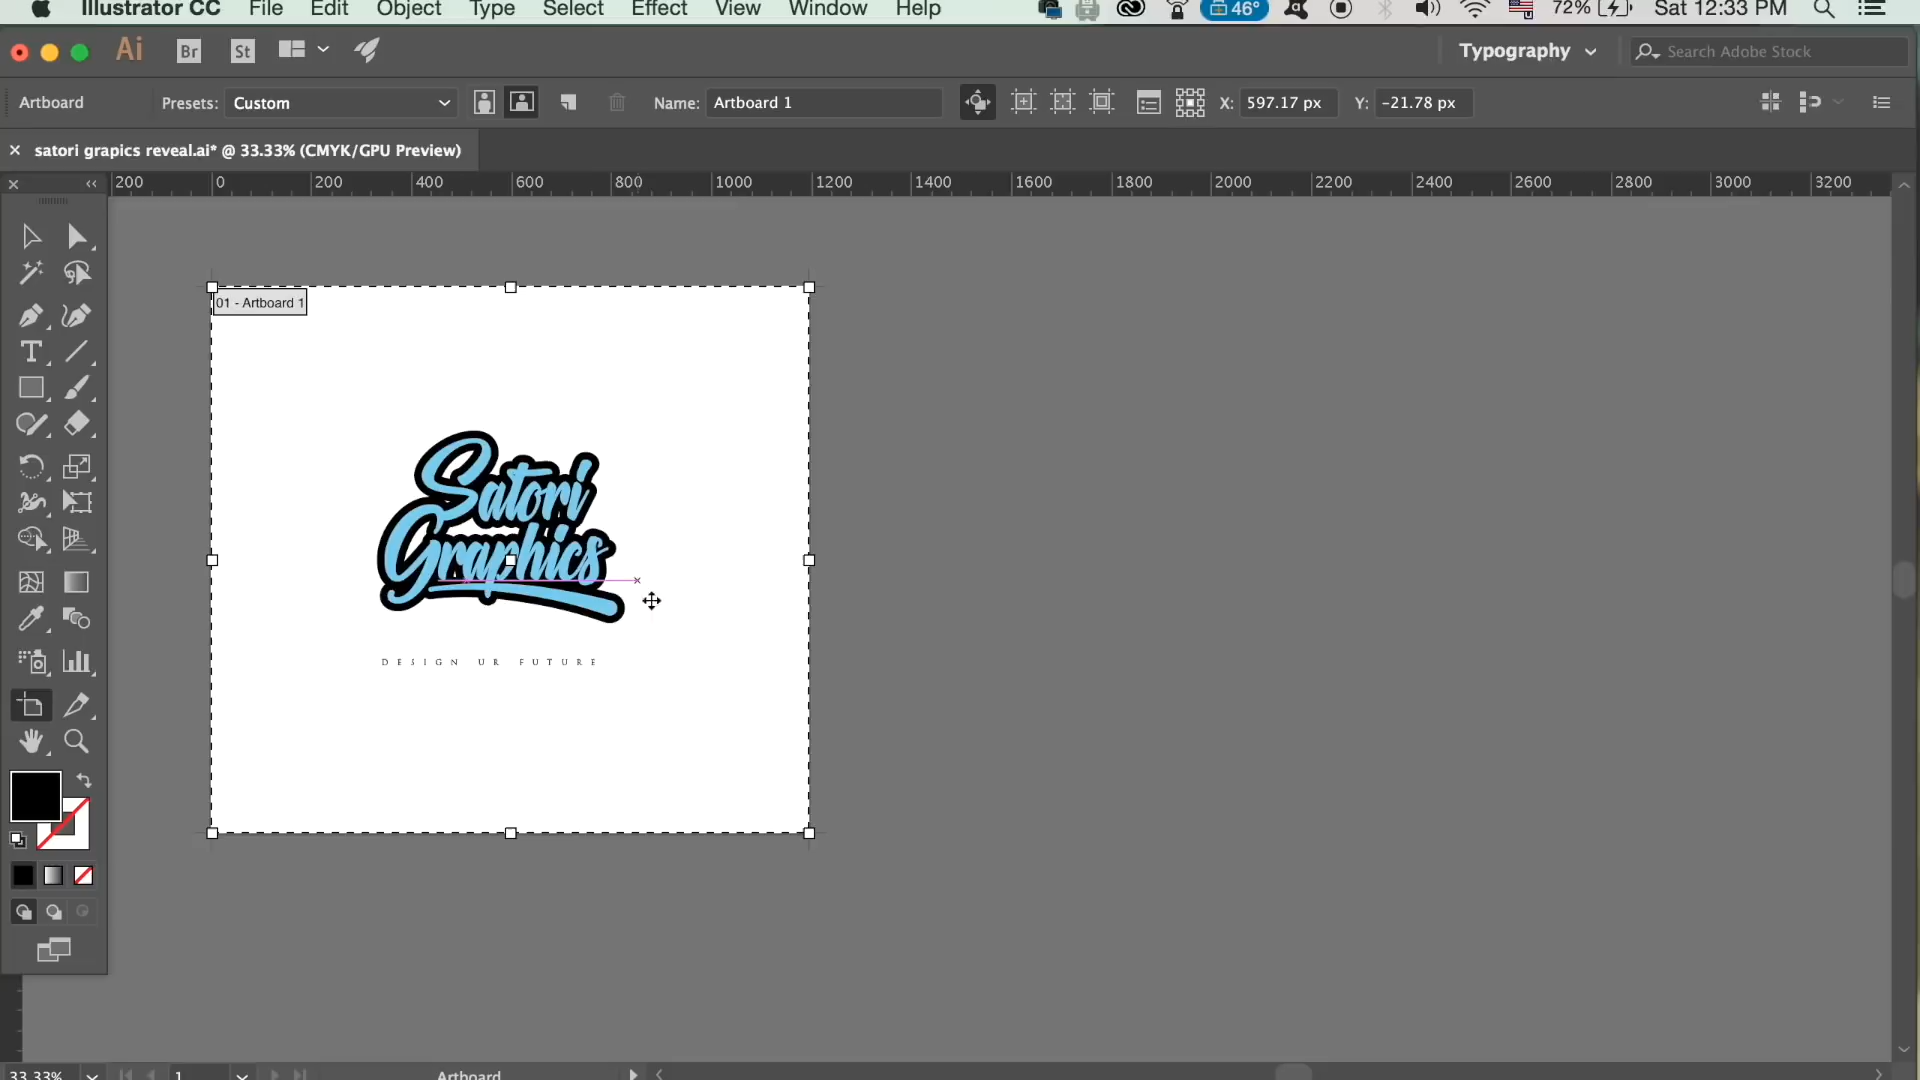 Illustrator CC File Edit Object Type Select Effect View Window Help 46° 72% Sat 12:33 PM
Ai Br St Typography Search Adobe Stock
Artboard Presets: Custom Name: Artboard 1 X: 597.17 px Y: -21.78 px
× satori grapics reveal.ai* @ 33.33% (CMYK/GPU Preview)
200 0 200 400 600 800 1000 1200 1400 1600 1800 2000 2200 2400 2600 2800 3000 3200
01 - Artboard 1
Satori
Graphics
DESIGN UR FUTURE
33.33% 1 Artboard